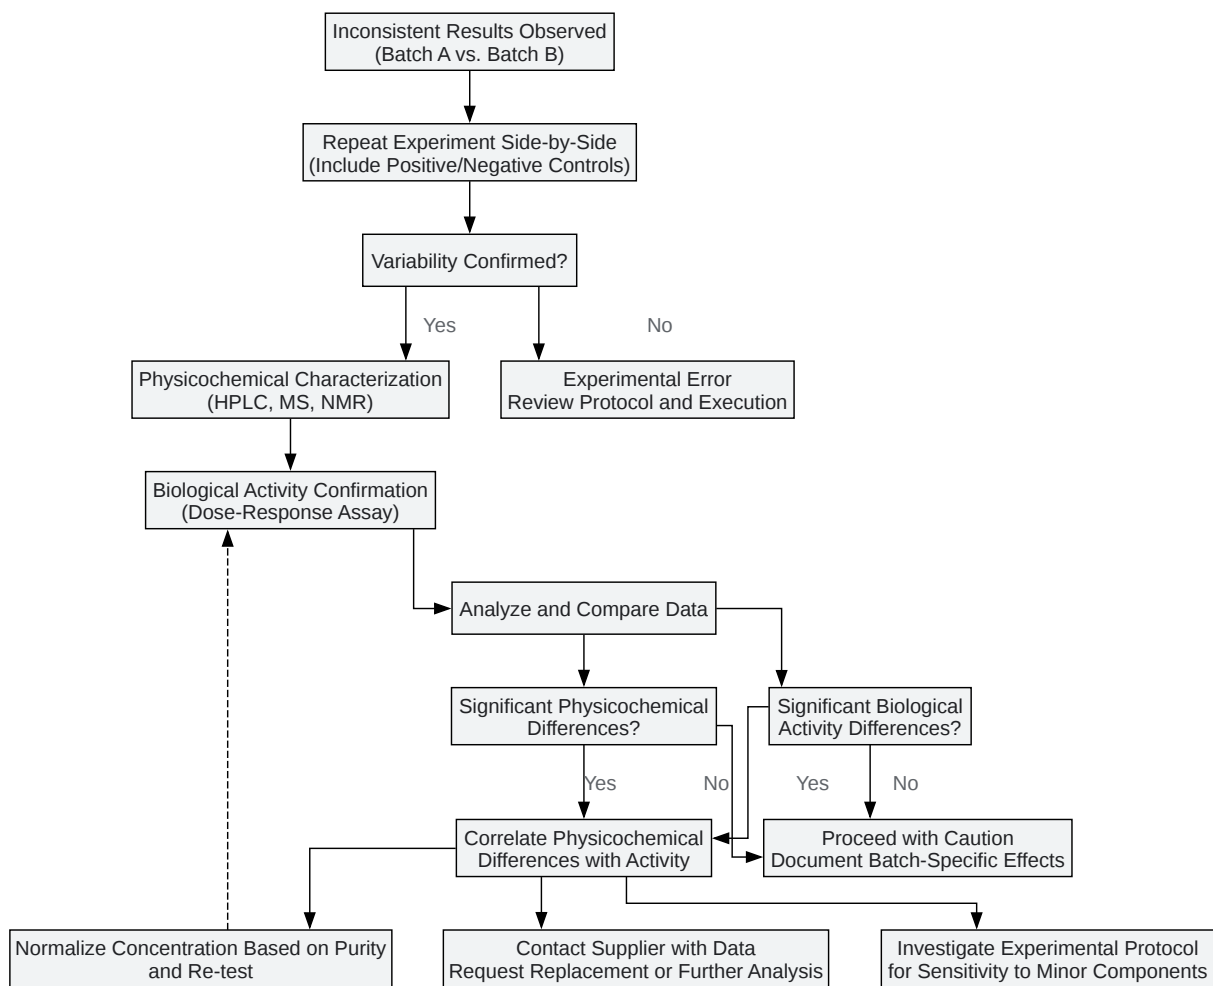 Inconsistent Results Observed
(Batch A vs. Batch B)
Repeat Experiment Side-by-Side
(Include Positive/Negative Controls)
Variability Confirmed?
Yes
No
Physicochemical Characterization
(HPLC, MS, NMR)
Experimental Error
Review Protocol and Execution
Biological Activity Confirmation
(Dose-Response Assay)
Analyze and Compare Data
Significant Physicochemical
Differences?
Significant Biological
Activity Differences?
Yes
No
Yes
No
Correlate Physicochemical
Differences with Activity
Proceed with Caution
Document Batch-Specific Effects
Normalize Concentration Based on Purity
and Re-test
Contact Supplier with Data
Request Replacement or Further Analysis
Investigate Experimental Protocol
for Sensitivity to Minor Components